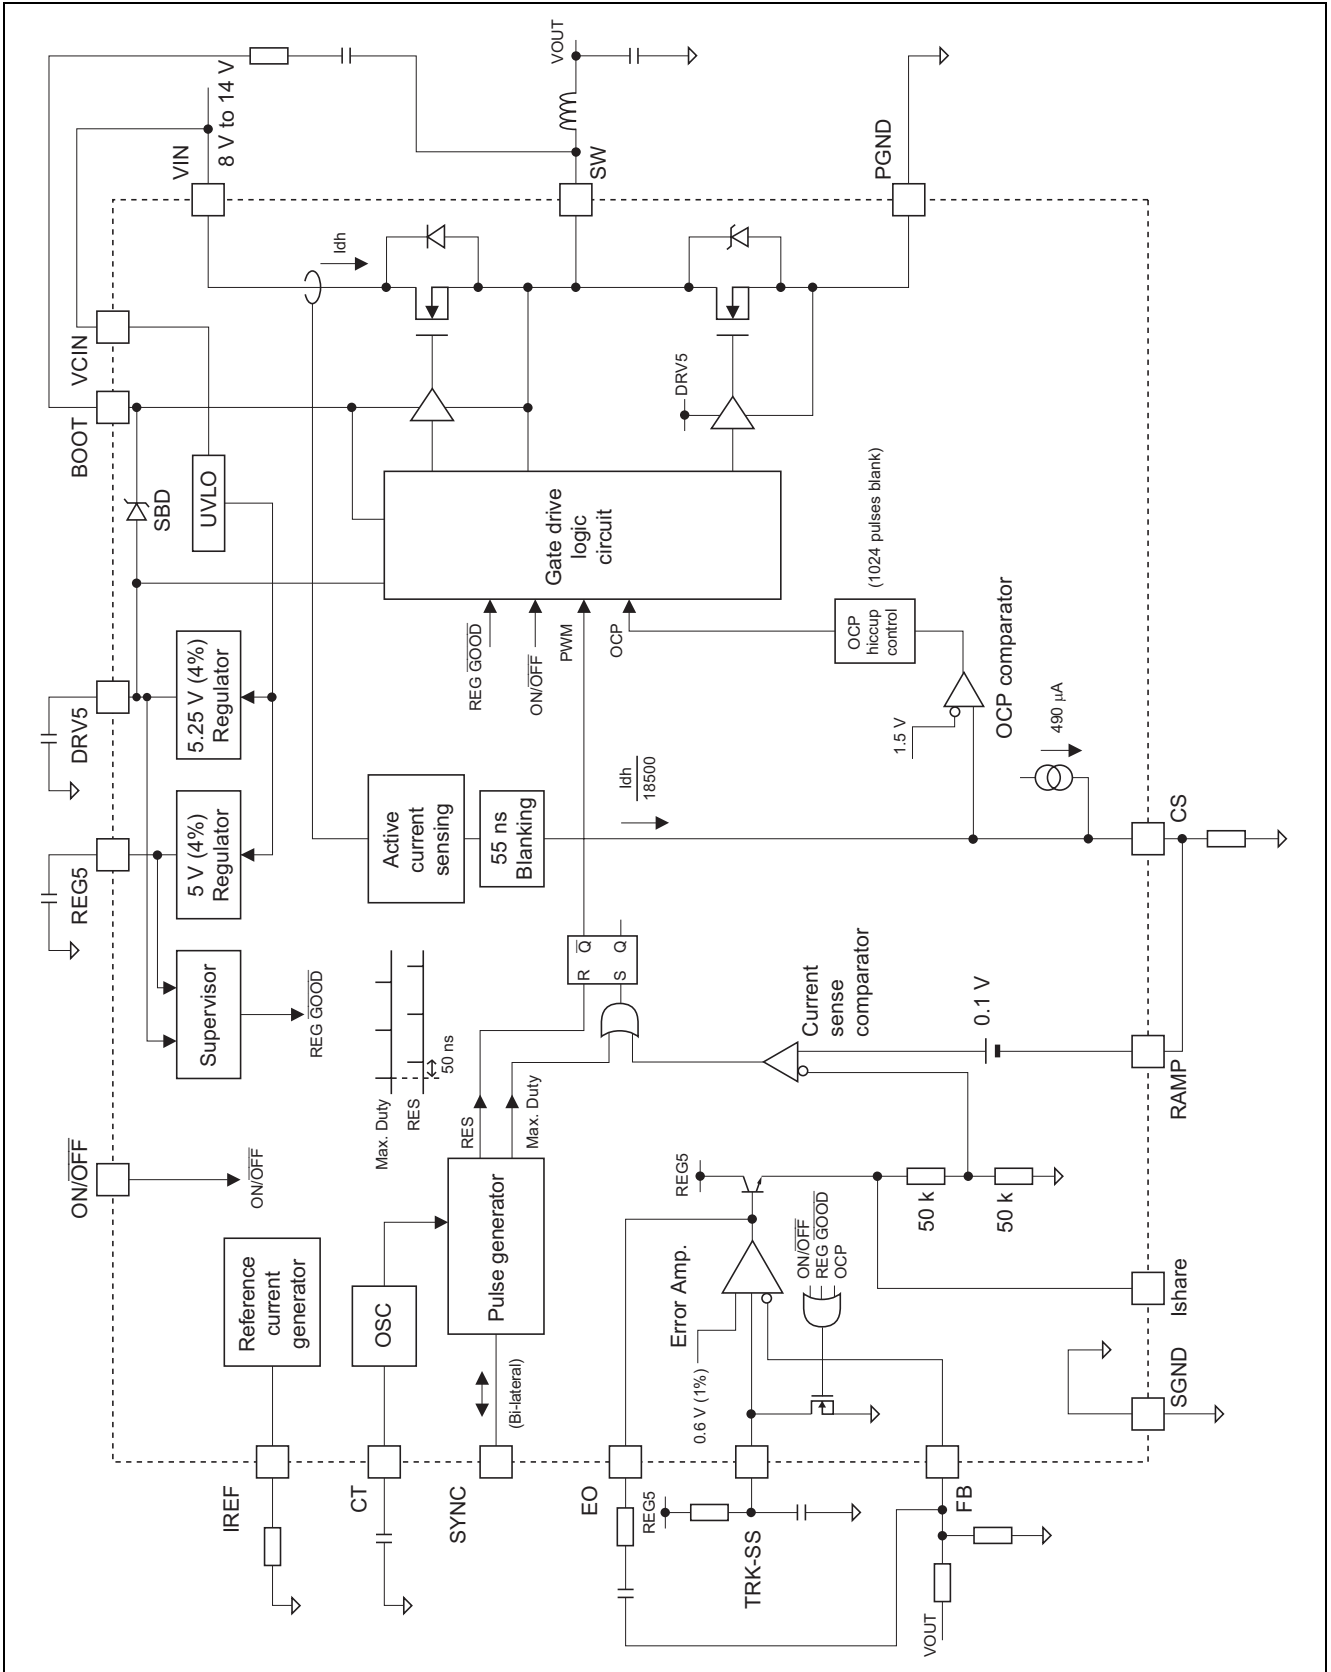 IREF
CT
SYNC
EO
TRK-SS
FB
VOUT
REG5
Reference
current
generator
OSC
Pulse generator
(Bi-lateral)
0.6 V (1%)
Error Amp.
REG5
ON/OFF
REG GOOD
OCP
SGND
Ishare
50 k
50 k
ON/OFF
ON/OFF
Max. Duty
RES
50 ns
RES
Max. Duty
Supervisor
REG GOOD
REG5
5 V (4%)
Regulator
DRV5
5.25 V (4%)
Regulator
R
Q
S
Q
Current
sense
comparator
0.1 V
RAMP
CS
Active
current
sensing
55 ns
Blanking
Idh
18500
490 μA
1.5 V
OCP comparator
OCP
hiccup
control
(1024 pulses blank)
REG GOOD
ON/OFF
PWM
OCP
Gate drive
logic
circuit
SBD
UVLO
BOOT
VCIN
VIN
8 V to 14 V
Idh
DRV5
SW
VOUT
PGND